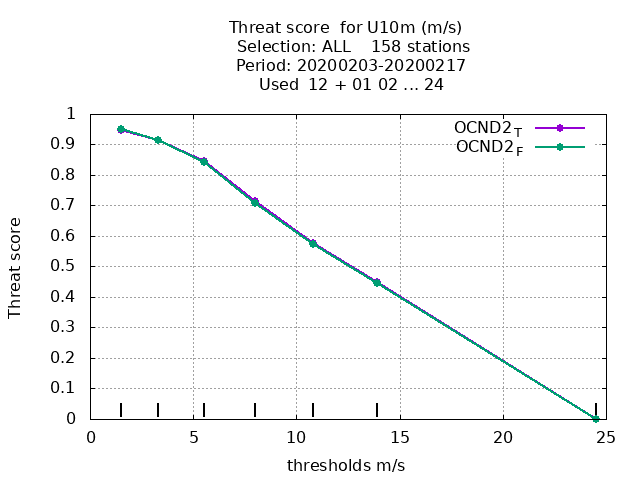 Threat score  for U10m (m/s)
Selection: ALL    158 stations
Period: 20200203-20200217
Used  12 + 01 02 ... 24
OCND2T
OCND2F
1
0.9
0.8
0.7
0.6
0.5
0.4
0.3
0.2
0.1
0
Threat score
0 5 10 15 20 25
thresholds m/s